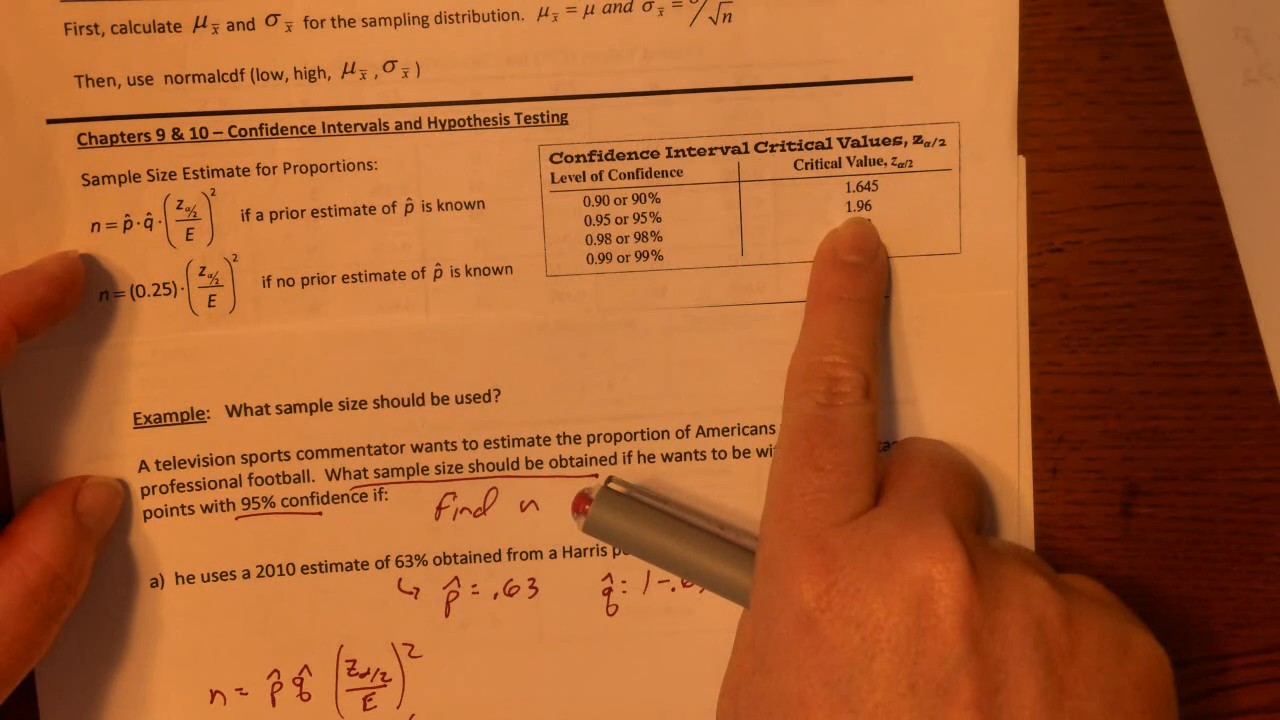 First, calculate μx̄ and σx̄ for the sampling distribution. μx̄ = μ and σx̄ = σ/√n
Then, use normalcdf (low, high, μx̄, σx̄)
Chapters 9 & 10 – Confidence Intervals and Hypothesis Testing
Sample Size Estimate for Proportions:
n = p̂·q̂·(zα/2/E)² if a prior estimate of p̂ is known
n = (0.25)·(zα/2/E)² if no prior estimate of p̂ is known
Confidence Interval Critical Values, zα/2
Level of Confidence Critical Value, zα/2
0.90 or 90% 1.645
0.95 or 95% 1.96
0.98 or 98%
0.99 or 99%
Example: What sample size should be used?
A television sports commentator wants to estimate the proportion of Americans
professional football. What sample size should be obtained if he wants to be
points with 95% confidence if:
find n
a) he uses a 2010 estimate of 63% obtained from a Harris
↳ p̂ = .63 q̂: 1-
n = p̂ q̂ (zα/2/E)²